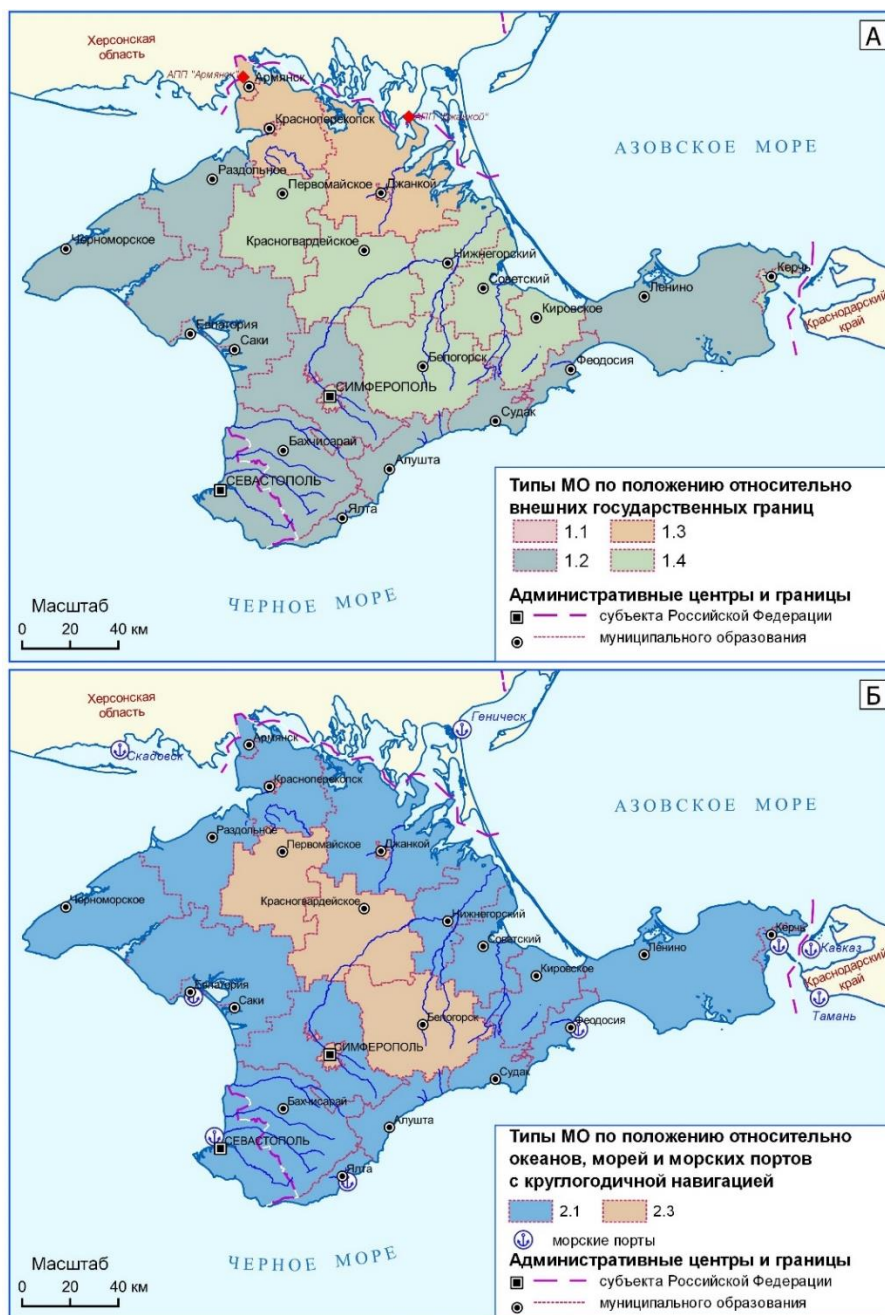 А
Херсонская
область
АПП "Армянск"
Армянск
АПП "Джанкой"
Красноперекопск
АЗОВСКОЕ МОРЕ
Раздольное
Первомайское
Джанкой
Черноморское
Красногвардейское
Нижнегорский
Советский
Керчь
Ленино
Кировское
Краснодарский
край
Евпатория
Саки
Белогорск
Феодосия
СИМФЕРОПОЛЬ
Судак
Бахчисарай
Алушта
СЕВАСТОПОЛЬ
Ялта
ЧЕРНОЕ МОРЕ
Масштаб
0 20 40 км
Типы МО по положению относительно
внешних государственных границ
1.1 1.3
1.2 1.4
Административные центры и границы
субъекта Российской Федерации
муниципального образования
Б
Херсонская
область
Геническ
Скадовск
Армянск
Красноперекопск
АЗОВСКОЕ МОРЕ
Раздольное
Первомайское
Джанкой
Черноморское
Красногвардейское
Нижнегорский
Советский
Керчь
Кавказ
Ленино
Кировское
Краснодарский
край
Тамань
Евпатория
Саки
Белогорск
Феодосия
СИМФЕРОПОЛЬ
Судак
Бахчисарай
Алушта
СЕВАСТОПОЛЬ
Ялта
ЧЕРНОЕ МОРЕ
Масштаб
0 20 40 км
Типы МО по положению относительно
океанов, морей и морских портов
с круглогодичной навигацией
2.1 2.3
морские порты
Административные центры и границы
субъекта Российской Федерации
муниципального образования